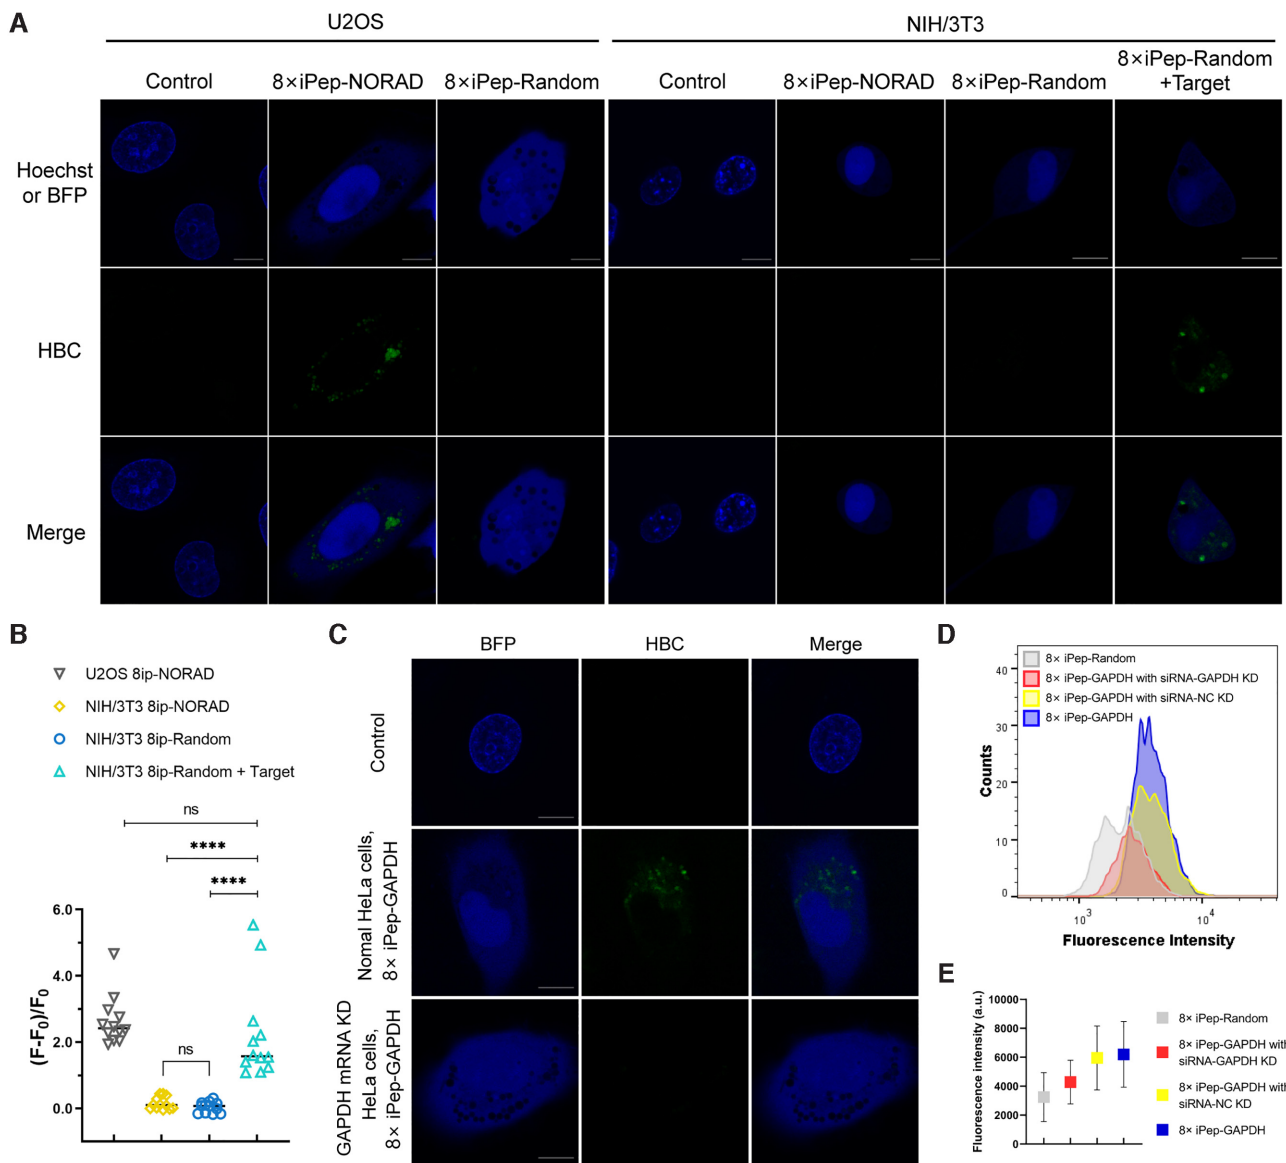 A
U2OS
NIH/3T3
Control
8×iPep-NORAD
8×iPep-Random
Control
8×iPep-NORAD
8×iPep-Random
8×iPep-Random
+Target
Hoechst
or BFP
HBC
Merge
B
U2OS 8ip-NORAD
NIH/3T3 8ip-NORAD
NIH/3T3 8ip-Random
NIH/3T3 8ip-Random + Target
ns
****
****
ns
(F-F0)/F0
6.0
4.0
2.0
0.0
C
BFP
HBC
Merge
Control
Nomal HeLa cells,
8× iPep-GAPDH
GAPDH mRNA KD
HeLa cells,
8× iPep-GAPDH
D
8× iPep-Random
8× iPep-GAPDH with siRNA-GAPDH KD
8× iPep-GAPDH with siRNA-NC KD
8× iPep-GAPDH
Counts
40
30
20
10
0
10³
10⁴
Fluorescence Intensity
E
Fluorescence intensity (a.u.)
10000
8000
6000
4000
2000
0
8× iPep-Random
8× iPep-GAPDH with
siRNA-GAPDH KD
8× iPep-GAPDH with
siRNA-NC KD
8× iPep-GAPDH